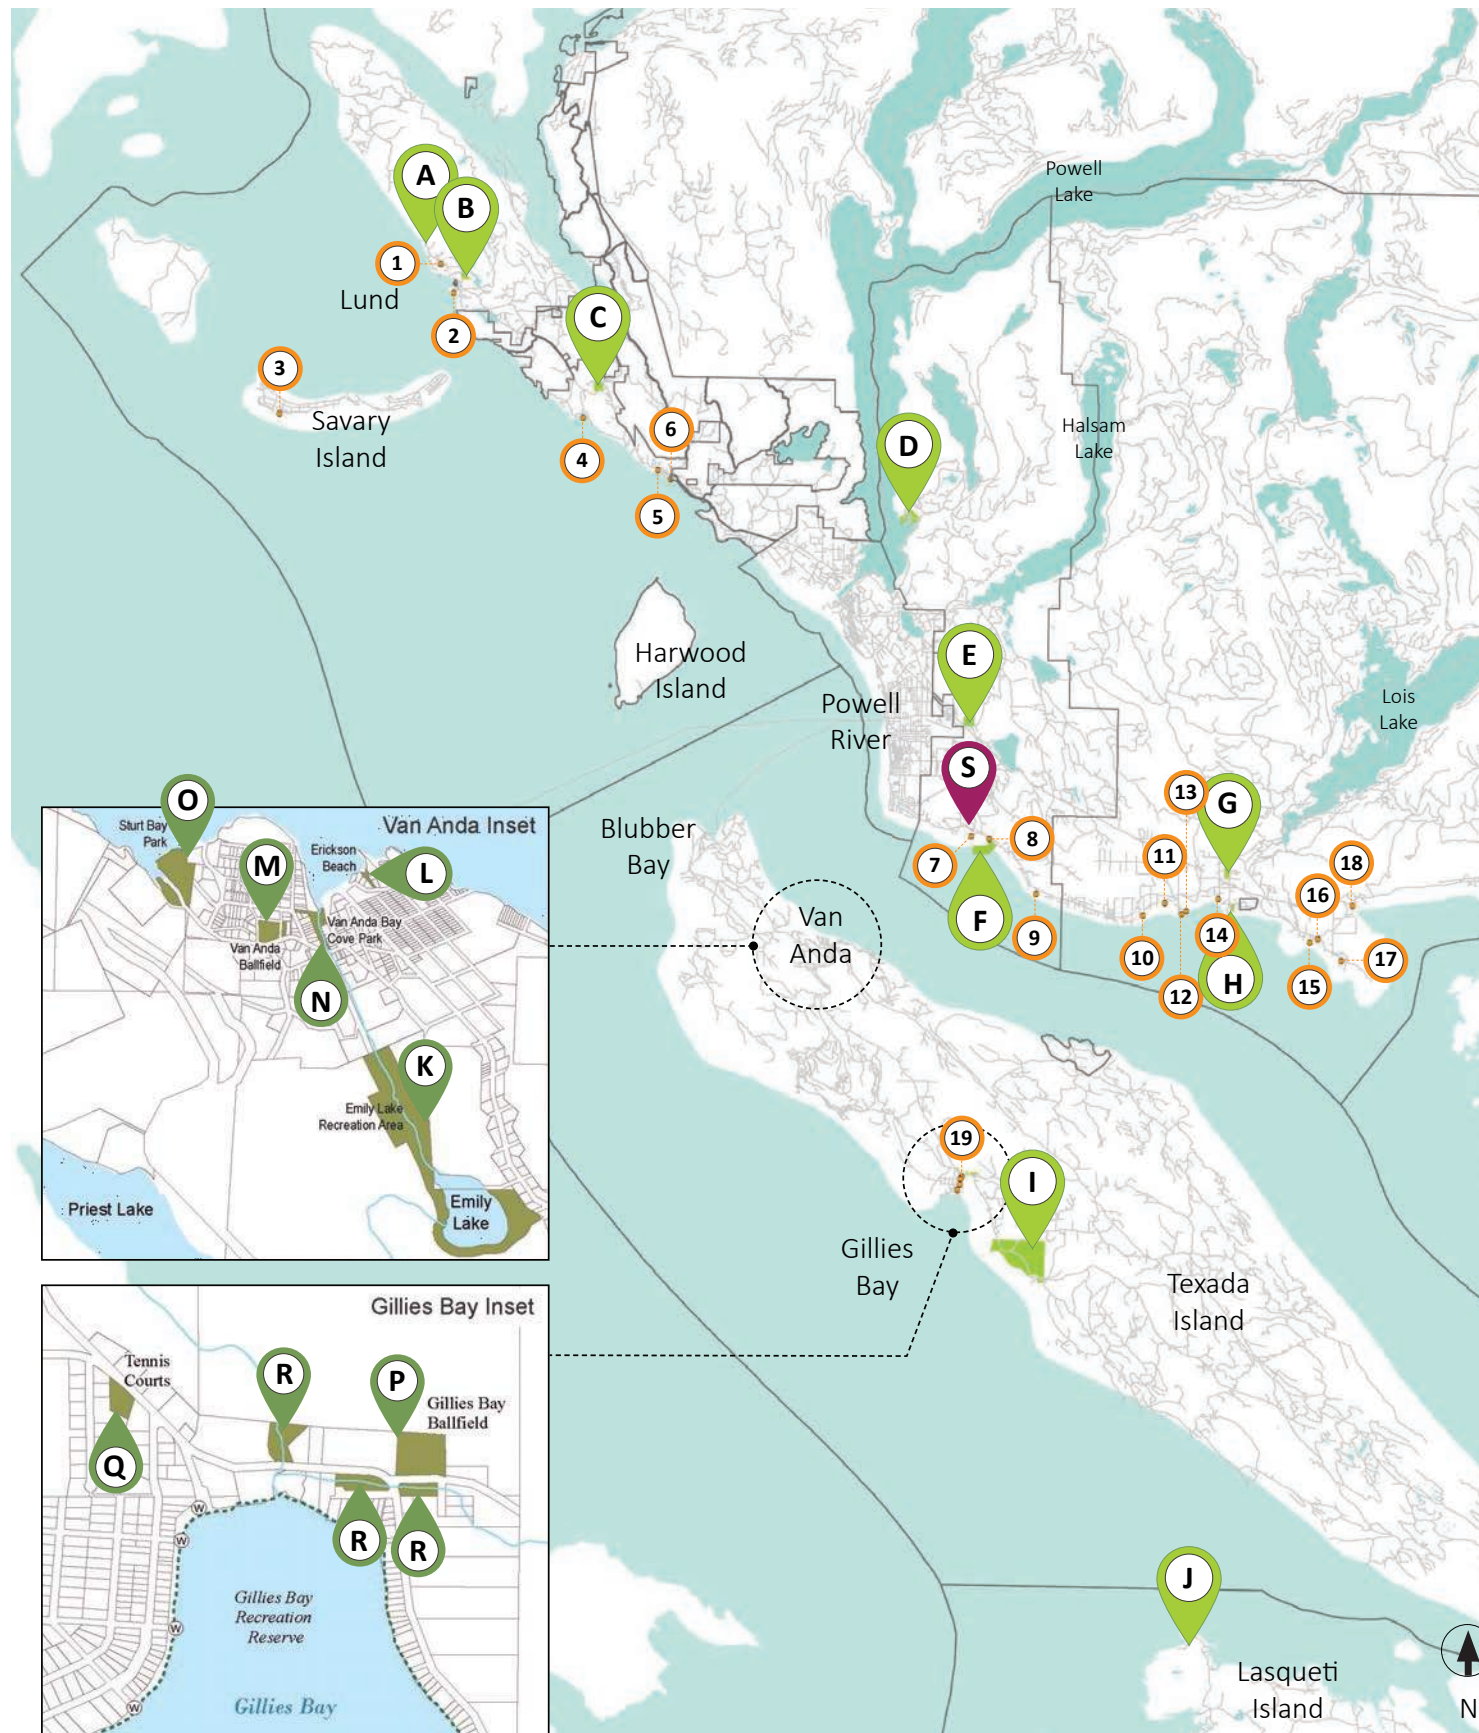 Powell
Lake
A
B
1
Lund
2
C
3
Savary
Island
6
4
5
D
Halsam
Lake
Harwood
Island
E
Powell
River
Lois
Lake
S
13
G
11
8
7
18
16
F
9
10
14
12
H
15
17
Blubber
Bay
Van
Anda
19
I
Gillies
Bay
Texada
Island
J
Lasqueti
Island
N
Van Anda Inset
O
Sturt Bay
Park
M
Erickson
Beach
L
Van Anda Bay
Cove Park
Van Anda
Ballfield
N
K
Emily Lake
Recreation Area
Priest Lake
Emily
Lake
Gillies Bay Inset
Tennis
Courts
R
P
Gillies Bay
Ballfield
Q
R
R
W
W
W
W
Gillies Bay
Recreation
Reserve
Gillies Bay